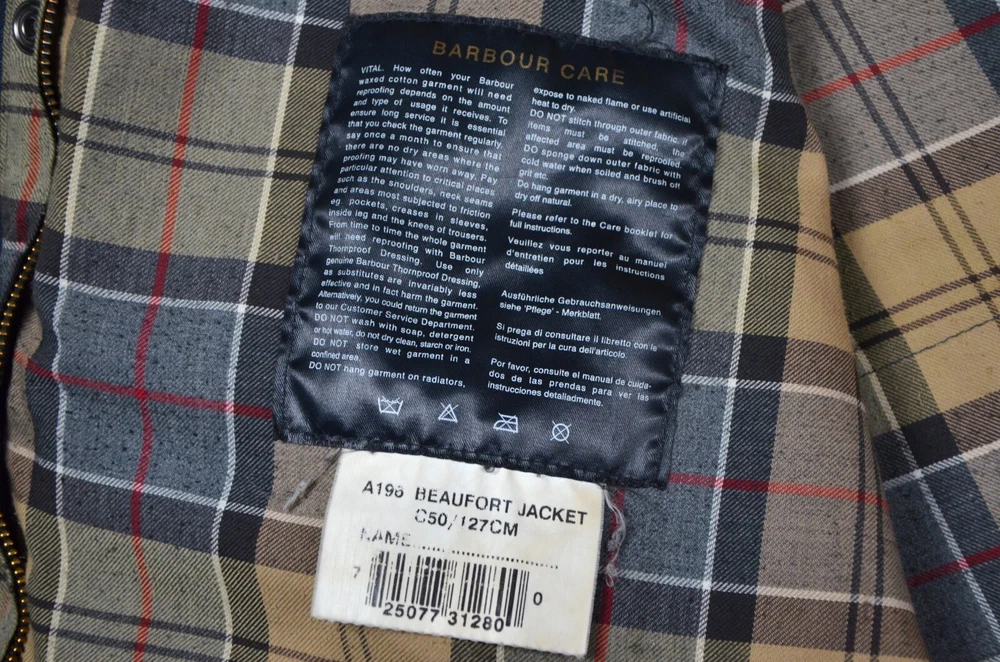 BARBOUR CARE
VITAL. How often your Barbour
waxed cotton garment will need
reproofing depends on the amount
and type of usage it receives. To
ensure long service it is essential
that you check the garment regularly,
say once a month to ensure that
there are no dry areas where the
proofing may have worn away. Pay
particular attention to critical places
such as the shoulders, neck seams
and areas most subjected to friction
eg pockets, creases in sleeves,
inside leg and the knees of trousers.
From time to time the whole garment
will need reproofing with Barbour
Thornproof Dressing. Use only
genuine Barbour Thornproof Dressing,
as substitutes are invariably less
effective and in fact harm the garment.
Alternatively, you could return the garment
to our Customer Service Department.
DO NOT wash with soap, detergent
or hot water, do not dry clean, starch or iron.
DO NOT store wet garment in a
confined area.
DO NOT hang garment on radiators,
expose to naked flame or use artificial
heat to dry.
DO NOT stitch through outer fabric, if
items must be stitched, the
affected area must be reproofed.
DO sponge down outer fabric with
cold water when soiled and brush off
grit etc.
Do hang garment in a dry, airy place to
dry off natural.
Please refer to the Care booklet for
full instructions.
Veuillez vous reporter au manuel
d'entretien pour les instructions
détaillées
Ausführliche Gebrauchsanweisungen
siehe 'Pflege' - Merkblatt.
Si prega di consultare il libretto con le
istruzioni per la cura dell'articolo.
Por favor, consulte el manual de cuida-
dos de las prendas para ver las
instrucciones detalladmente.
A196 BEAUFORT JACKET
C50/127CM
NAME
7 25077 31280 0